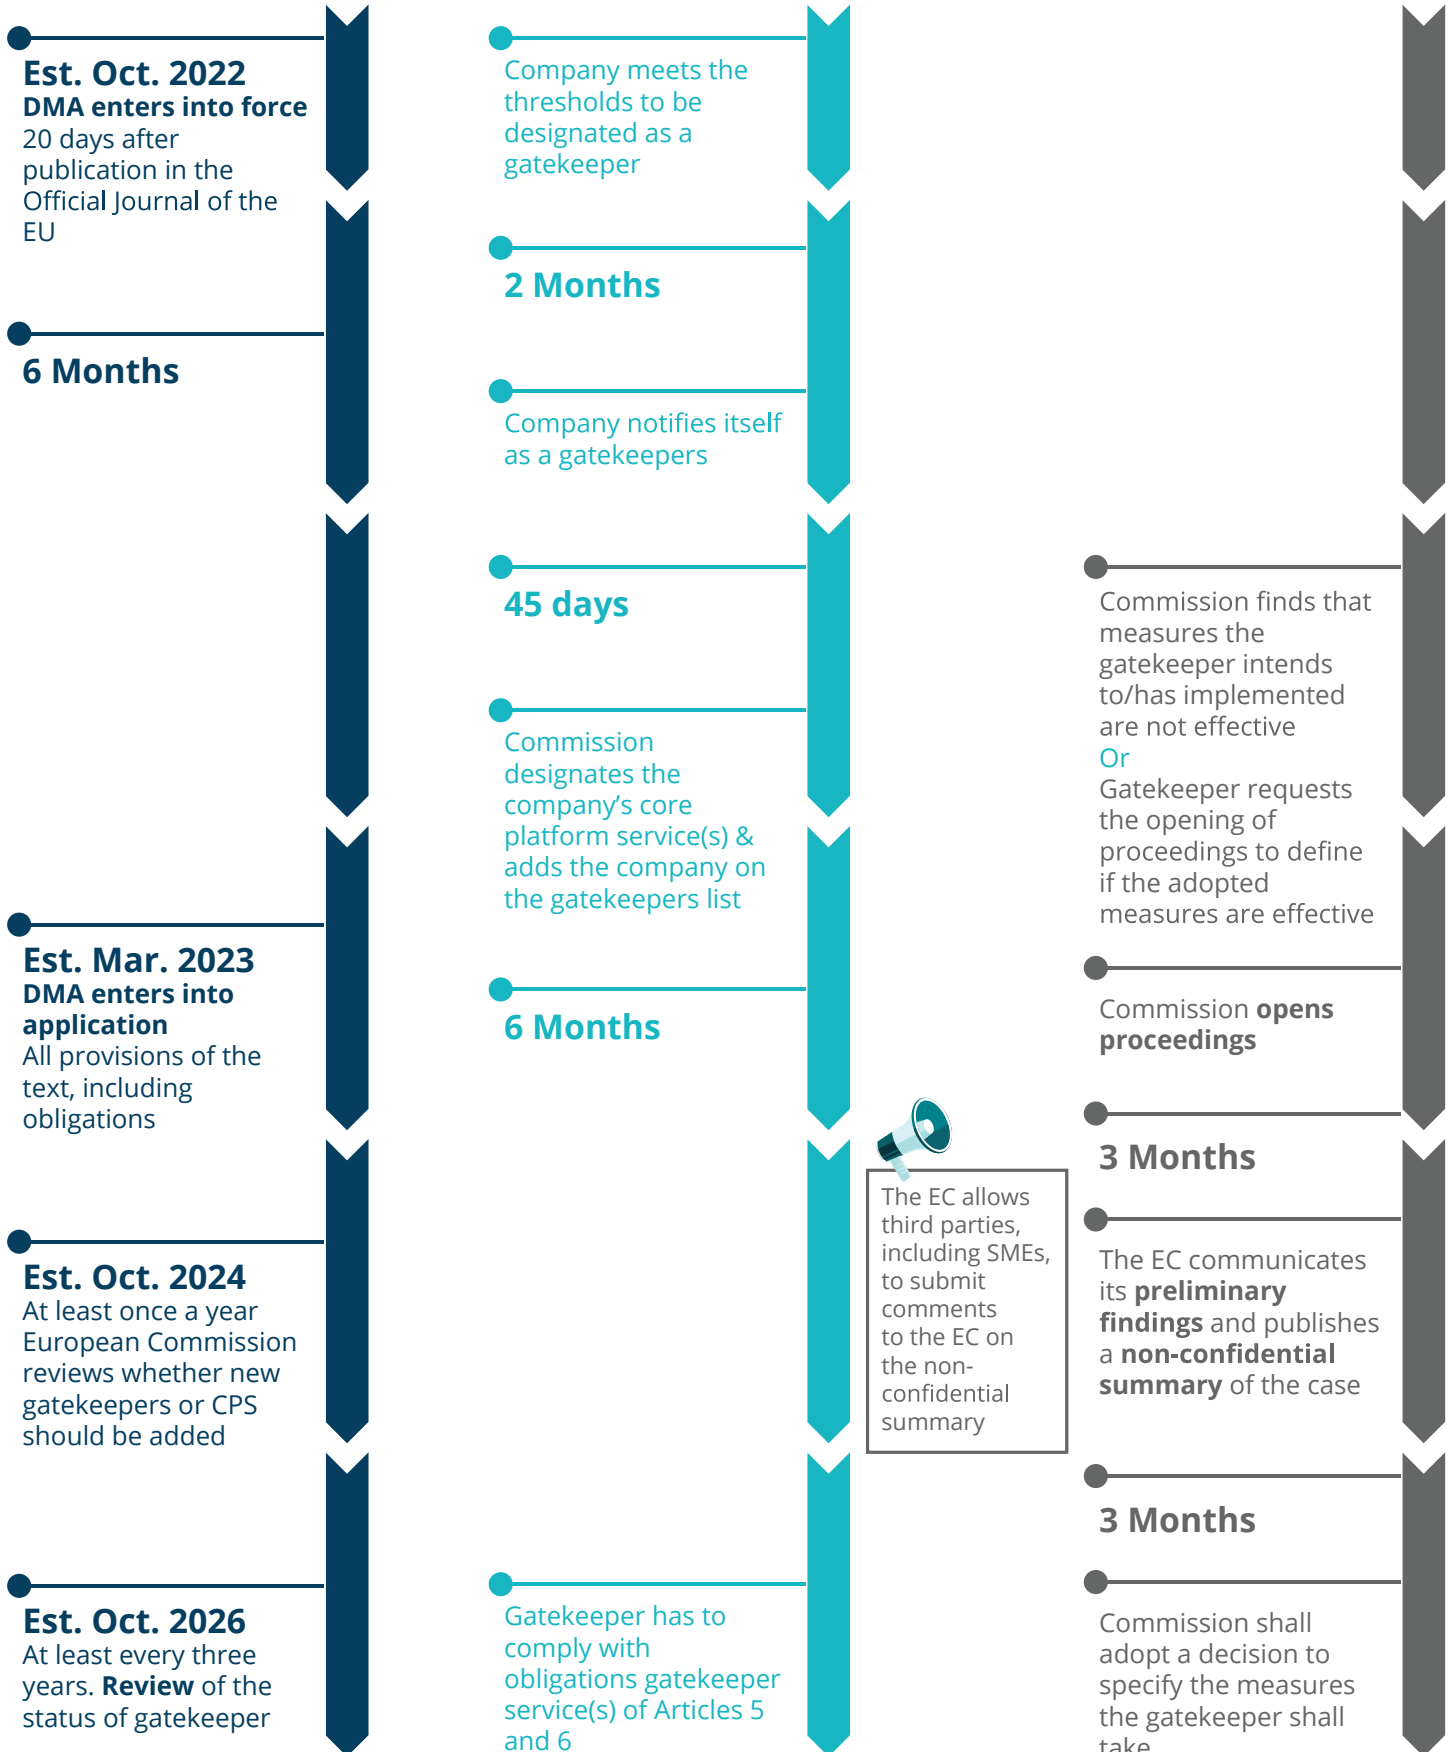 Est. Oct. 2022
DMA enters into force
20 days after
publication in the
Official Journal of the
EU
6 Months
Est. Mar. 2023
DMA enters into
application
All provisions of the
text, including
obligations
Est. Oct. 2024
At least once a year
European Commission
reviews whether new
gatekeepers or CPS
should be added
Est. Oct. 2026
At least every three
years. Review of the
status of gatekeeper
Company meets the
thresholds to be
designated as a
gatekeeper
2 Months
Company notifies itself
as a gatekeepers
45 days
Commission
designates the
company's core
platform service(s) &
adds the company on
the gatekeepers list
6 Months
Gatekeeper has to
comply with
obligations gatekeeper
service(s) of Articles 5
and 6
The EC allows
third parties,
including SMEs,
to submit
comments
to the EC on
the non-
confidential
summary
Commission finds that
measures the
gatekeeper intends
to/has implemented
are not effective
Or
Gatekeeper requests
the opening of
proceedings to define
if the adopted
measures are effective
Commission opens
proceedings
3 Months
The EC communicates
its preliminary
findings and publishes
a non-confidential
summary of the case
3 Months
Commission shall
adopt a decision to
specify the measures
the gatekeeper shall
take